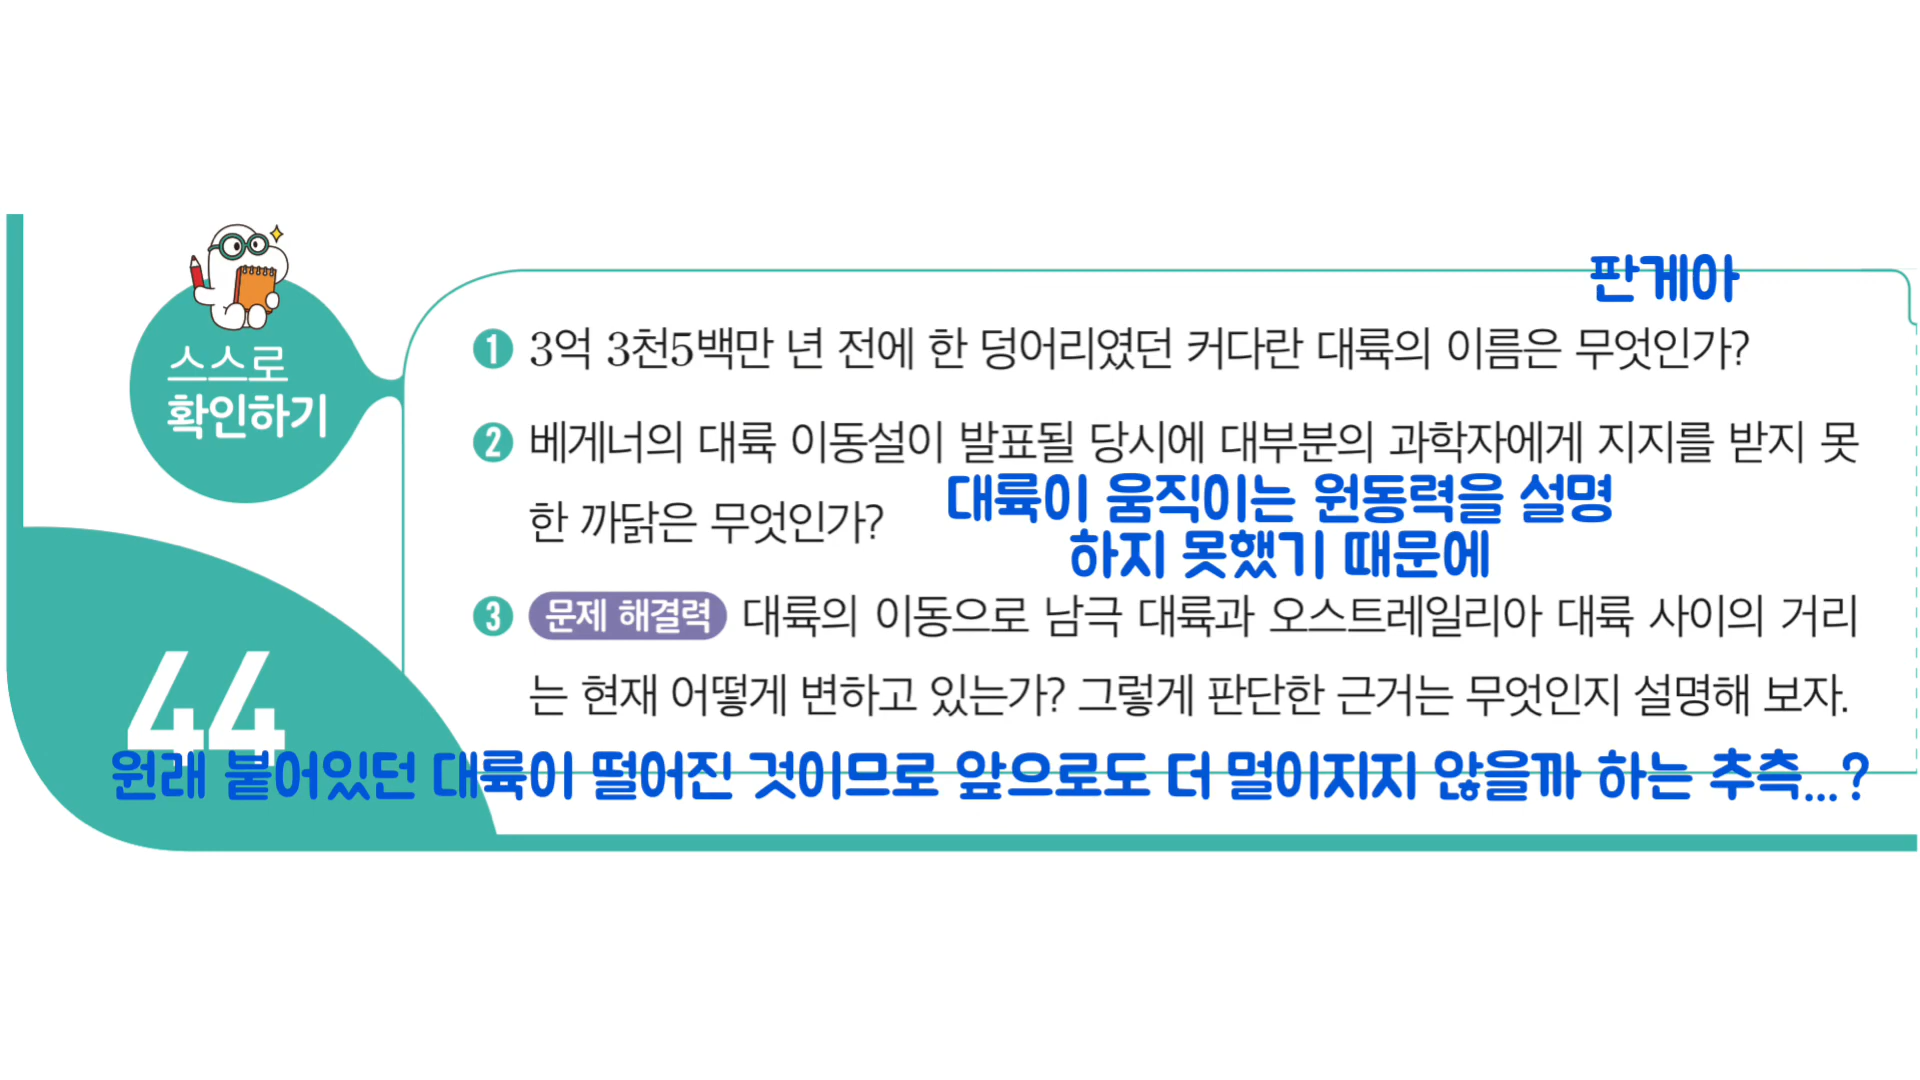 스스로
확인하기
판게아
1 3억 3천5백만 년 전에 한 덩어리였던 커다란 대륙의 이름은 무엇인가?
2 베게너의 대륙 이동설이 발표될 당시에 대부분의 과학자에게 지지를 받지 못
한 까닭은 무엇인가?
대륙이 움직이는 원동력을 설명
하지 못했기 때문에
3 문제 해결력 대륙의 이동으로 남극 대륙과 오스트레일리아 대륙 사이의 거리
는 현재 어떻게 변하고 있는가? 그렇게 판단한 근거는 무엇인지 설명해 보자.
44
원래 붙어있던 대륙이 떨어진 것이므로 앞으로도 더 멀이지지 않을까 하는 추측...?